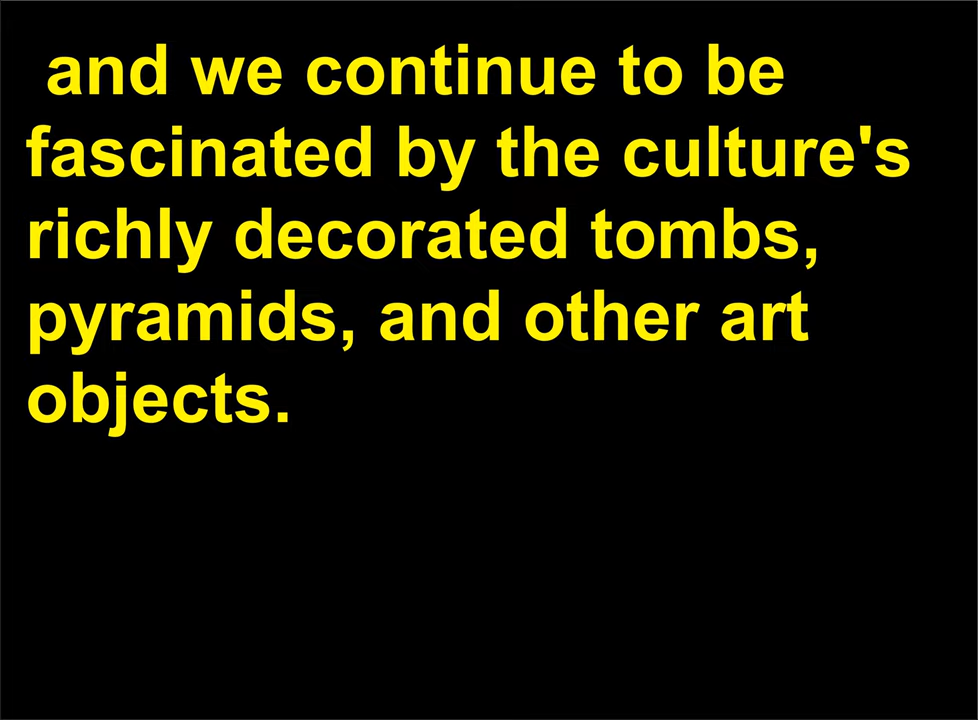 and we continue to be
fascinated by the culture's
richly decorated tombs,
pyramids, and other art
objects.